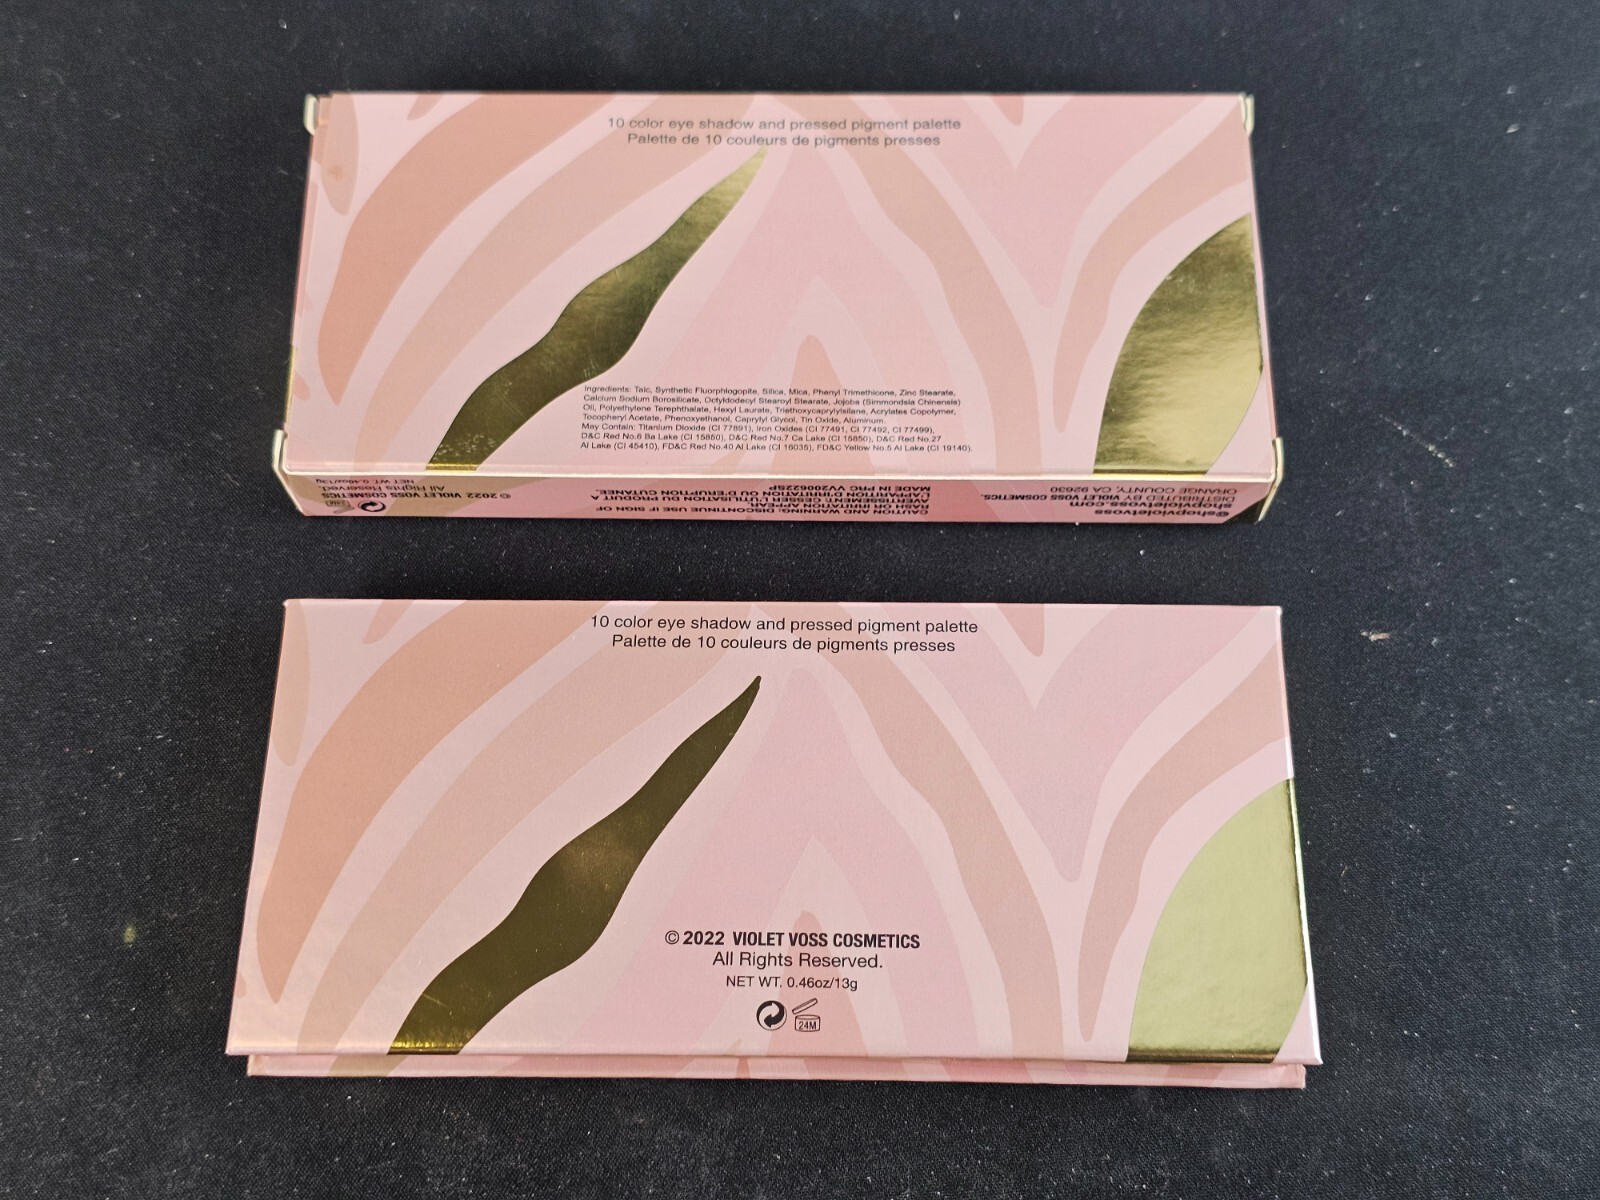 10 color eye shadow and pressed pigment palette
Palette de 10 couleurs de pigments presses
Ingredients: Talc, Synthetic Fluorphlogopite, Silica, Mica, Phenyl Trimethicone, Zinc Stearate,
Calcium Sodium Borosilicate, Octyldodecyl Stearoyl Stearate, Jojoba (Simmondsia Chinensis)
Oil, Polyethylene Terephthalate, Hexyl Laurate, Triethoxycaprylylsilane, Acrylates Copolymer,
Tocopheryl Acetate, Phenoxyethanol, Caprylyl Glycol, Tin Oxide, Aluminum.
May Contain: Titanium Dioxide (CI 77891), Iron Oxides (CI 77491, CI 77492, CI 77499),
D&C Red No.6 Ba Lake (CI 15850), D&C Red No.7 Ca Lake (CI 15850), D&C Red No.27
Al Lake (CI 45410), FD&C Red No.40 Al Lake (CI 16035), FD&C Yellow No.5 Al Lake (CI 19140).
@shopvioletvoss
shopvioletvoss.com
DISTRIBUTED BY VIOLET VOSS COSMETICS.
ORANGE COUNTY, CA 92630
CAUTION AND WARNING: DISCONTINUE USE IF SIGN OF
RASH OR IRRITATION APPEAR.
AVERTISSEMENT: CESSER L'UTILISATION DU PRODUIT A
L'APPARITION D'IRRITATION OU D'ERUPTION CUTANEE.
MADE IN PRC VV200622SP
24M
©2022 VIOLET VOSS COSMETICS.
All Rights Reserved.
NET WT. 0.46oz/13g
10 color eye shadow and pressed pigment palette
Palette de 10 couleurs de pigments presses
© 2022 VIOLET VOSS COSMETICS
All Rights Reserved.
NET WT. 0.46oz/13g
24M